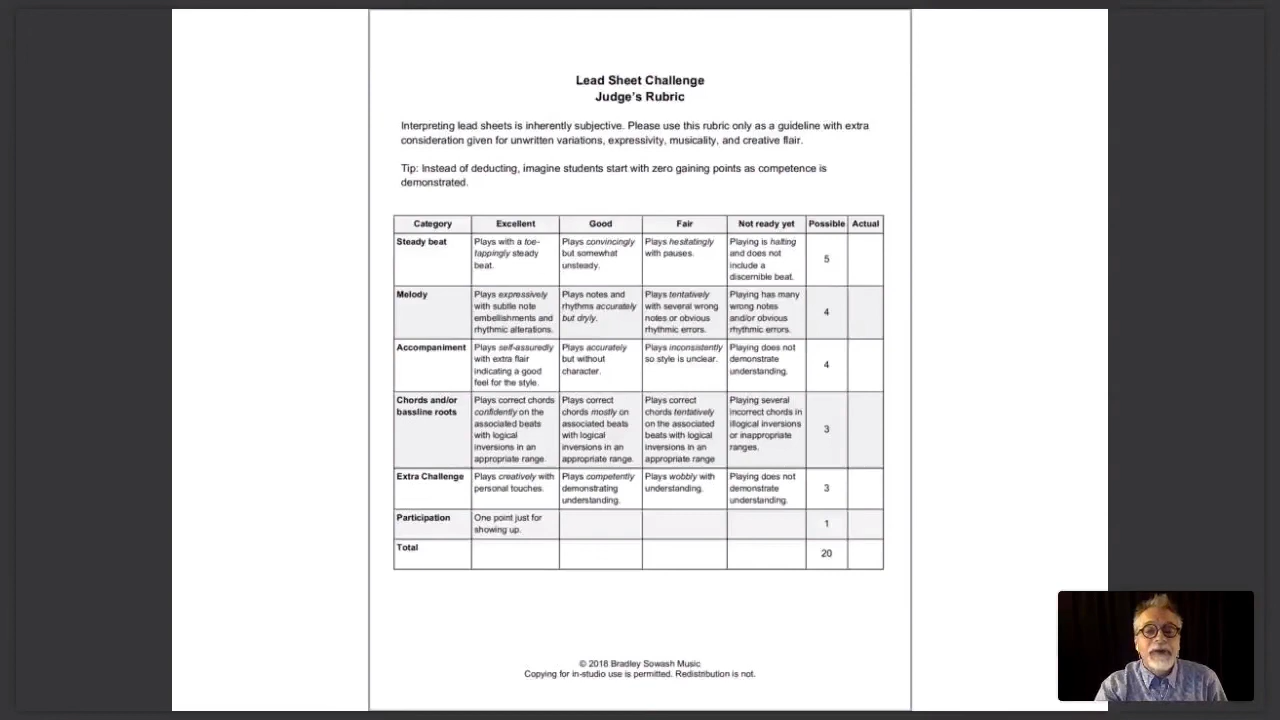 Lead Sheet Challenge
Judge's Rubric
Interpreting lead sheets is inherently subjective. Please use this rubric only as a guideline with extra
consideration given for unwritten variations, expressivity, musicality, and creative flair.
Tip: Instead of deducting, imagine students start with zero gaining points as competence is
demonstrated.
Category Excellent Good Fair Not ready yet Possible Actual
Steady beat
Plays with a toe-
tappingly steady
beat.
Plays convincingly
but somewhat
unsteady.
Plays hesitatingly
with pauses.
Playing is halting
and does not
include a
discernible beat.
5
Melody
Plays expressively
with subtle note
embellishments and
rhythmic alterations.
Plays notes and
rhythms accurately
but dryly.
Plays tentatively
with several wrong
notes or obvious
rhythmic errors.
Playing has many
wrong notes
and/or obvious
rhythmic errors.
4
Accompaniment
Plays self-assuredly
with extra flair
indicating a good
feel for the style.
Plays accurately
but without
character.
Plays inconsistently
so style is unclear.
Playing does not
demonstrate
understanding.
4
Chords and/or
bassline roots
Plays correct chords
confidently on the
associated beats
with logical
inversions in an
appropriate range.
Plays correct
chords mostly on
associated beats
with logical
inversions in an
appropriate range.
Plays correct
chords tentatively
on the associated
beats with logical
inversions in an
appropriate range
Playing several
incorrect chords in
illogical inversions
or inappropriate
ranges.
3
Extra Challenge
Plays creatively with
personal touches.
Plays competently
demonstrating
understanding.
Plays wobbly with
understanding.
Playing does not
demonstrate
understanding.
3
Participation
One point just for
showing up.
1
Total
20
© 2018 Bradley Sowash Music
Copying for in-studio use is permitted. Redistribution is not.